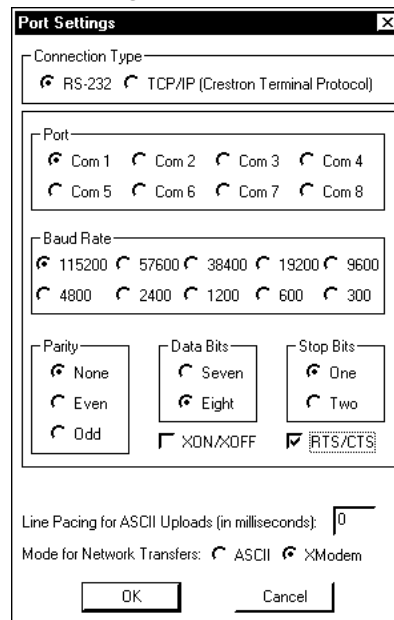 Port Settings
Connection Type
RS-232 TCP/IP (Crestron Terminal Protocol)
Port
Com 1 Com 2 Com 3 Com 4
Com 5 Com 6 Com 7 Com 8
Baud Rate
115200 57600 38400 19200 9600
4800 2400 1200 600 300
Parity
None
Even
Odd
Data Bits
Seven
Eight
Stop Bits
One
Two
XON/XOFF RTS/CTS
Line Pacing for ASCII Uploads (in milliseconds): 0
Mode for Network Transfers: ASCII XModem
OK Cancel